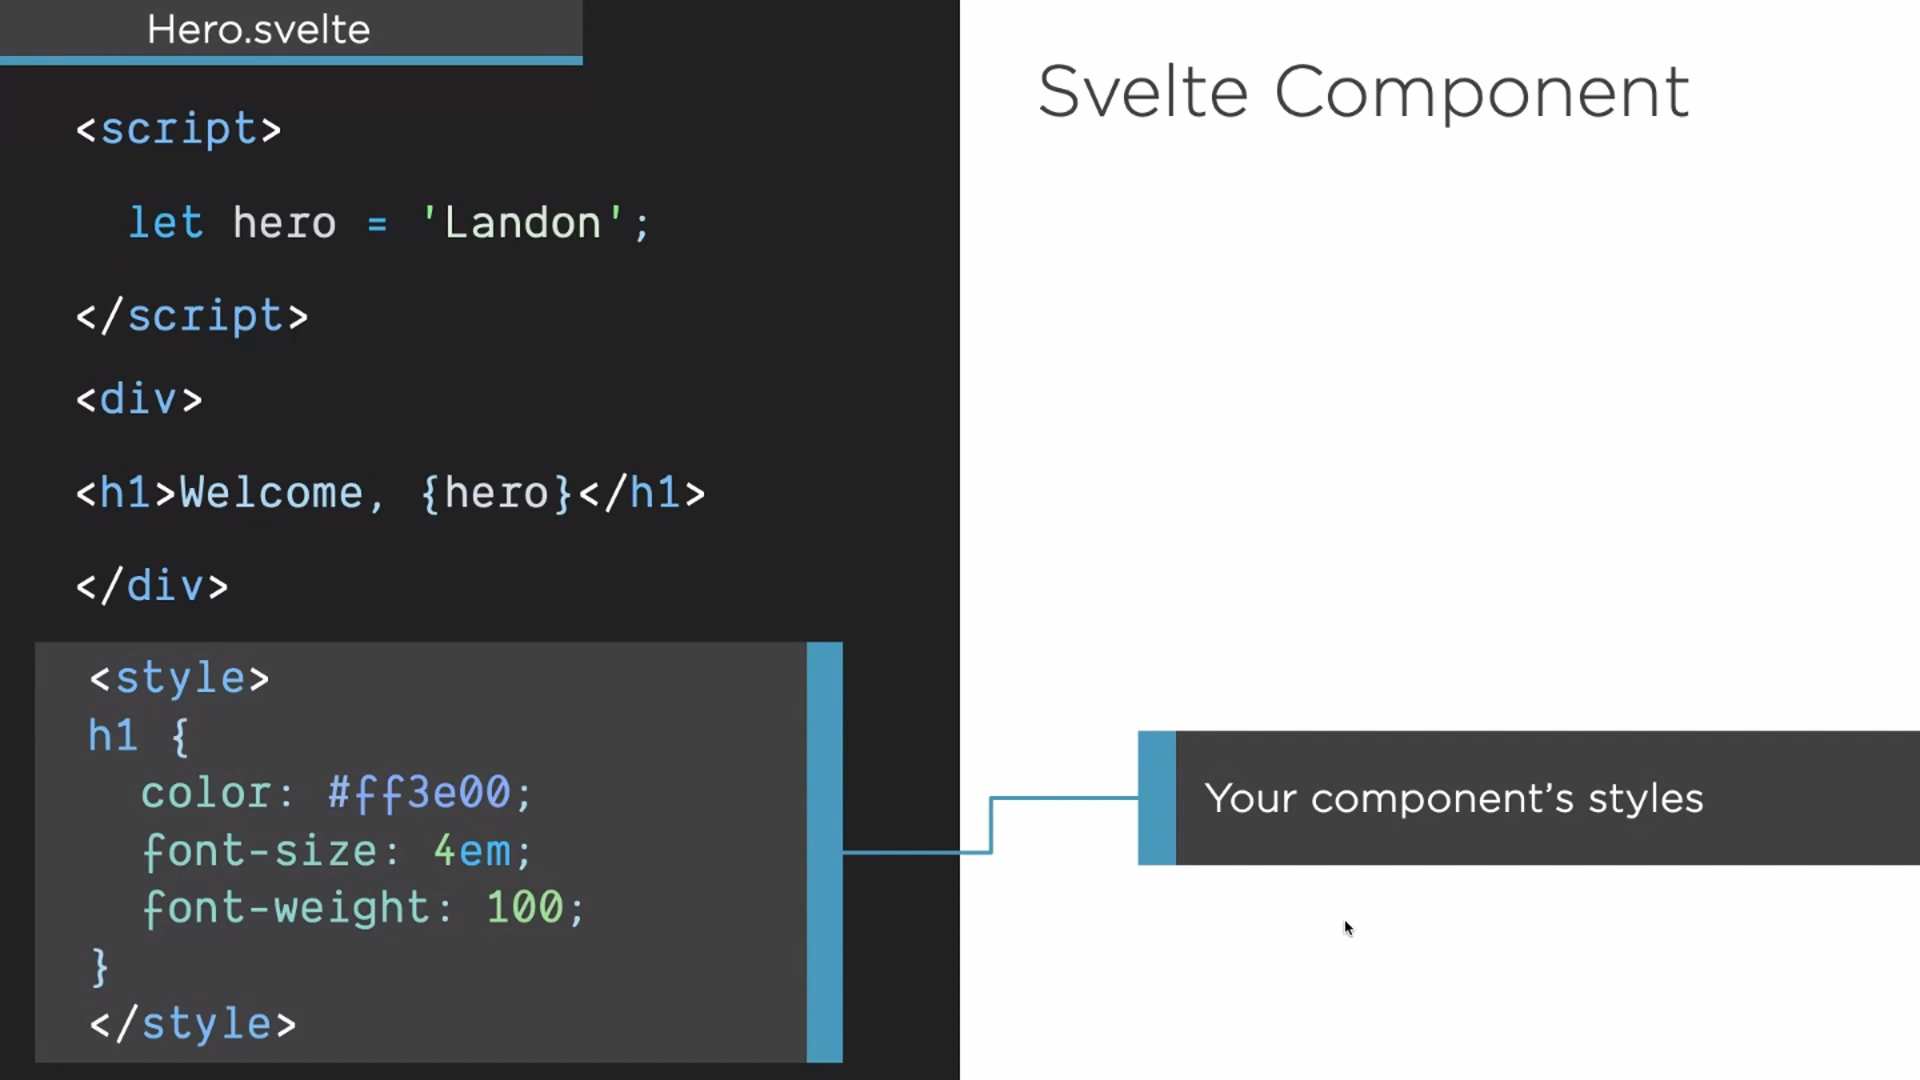 Hero.svelte
<script>
let hero = 'Landon';
</script>
<div>
<h1>Welcome, {hero}</h1>
</div>
<style>
h1 {
color: #ff3e00;
font-size: 4em;
font-weight: 100;
}
</style>
Svelte Component
Your component’s styles